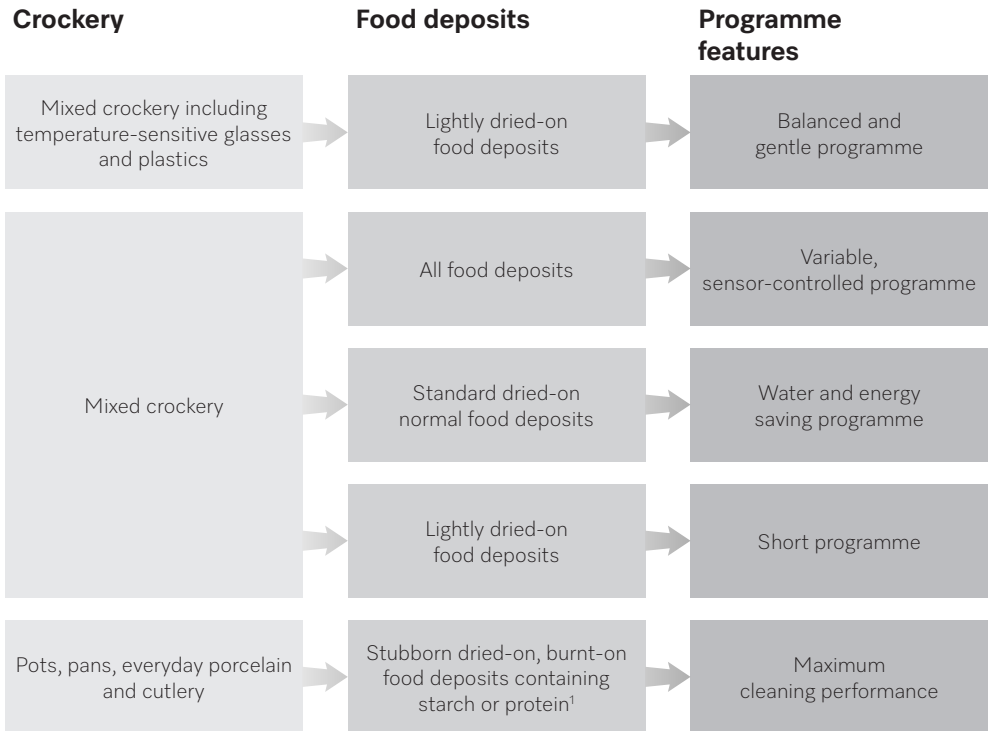 Crockery
Food deposits
Programme
features
Mixed crockery including
temperature-sensitive glasses
and plastics
Lightly dried-on
food deposits
Balanced and
gentle programme
Mixed crockery
All food deposits
Variable,
sensor-controlled programme
Standard dried-on
normal food deposits
Water and energy
saving programme
Lightly dried-on
food deposits
Short programme
Pots, pans, everyday porcelain
and cutlery
Stubborn dried-on, burnt-on
food deposits containing
starch or protein¹
Maximum
cleaning performance